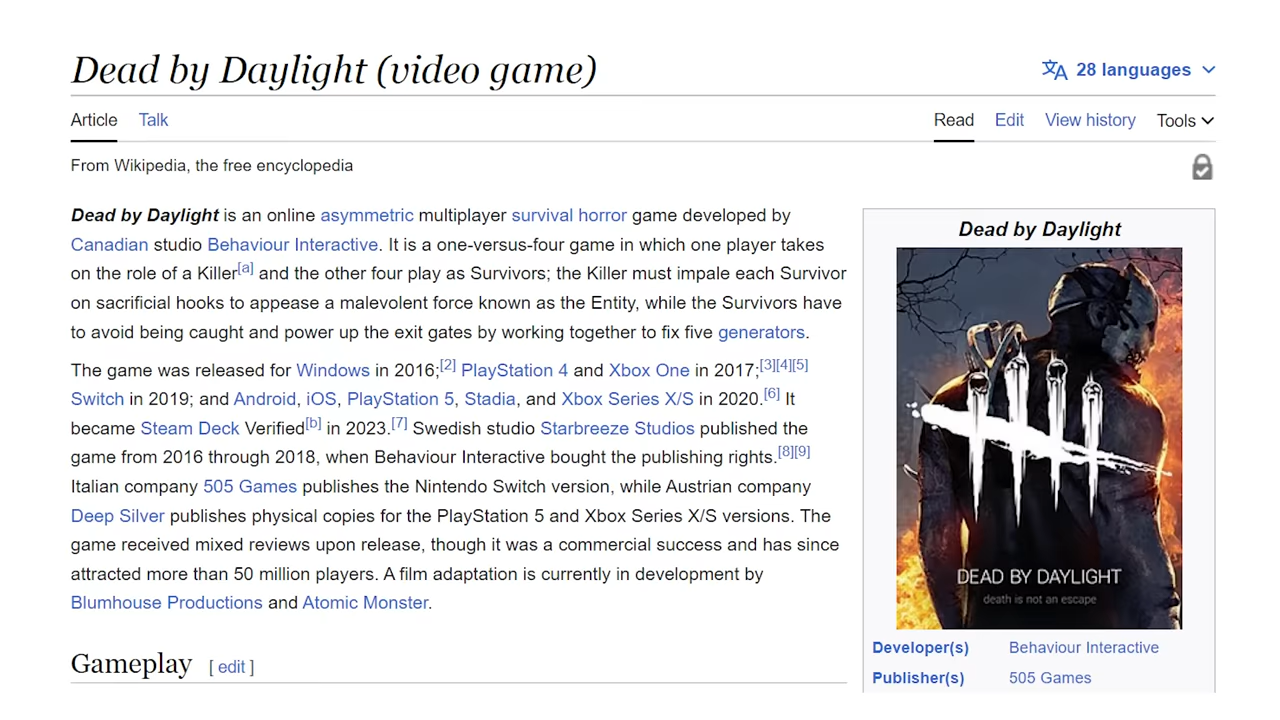 Dead by Daylight (video game)
28 languages
Article Talk
Read Edit View history Tools
From Wikipedia, the free encyclopedia
Dead by Daylight is an online asymmetric multiplayer survival horror game developed by
Canadian studio Behaviour Interactive. It is a one-versus-four game in which one player takes
on the role of a Killer[a] and the other four play as Survivors; the Killer must impale each Survivor
on sacrificial hooks to appease a malevolent force known as the Entity, while the Survivors have
to avoid being caught and power up the exit gates by working together to fix five generators.
The game was released for Windows in 2016;[2] PlayStation 4 and Xbox One in 2017;[3][4][5]
Switch in 2019; and Android, iOS, PlayStation 5, Stadia, and Xbox Series X/S in 2020.[6] It
became Steam Deck Verified[b] in 2023.[7] Swedish studio Starbreeze Studios published the
game from 2016 through 2018, when Behaviour Interactive bought the publishing rights.[8][9]
Italian company 505 Games publishes the Nintendo Switch version, while Austrian company
Deep Silver publishes physical copies for the PlayStation 5 and Xbox Series X/S versions. The
game received mixed reviews upon release, though it was a commercial success and has since
attracted more than 50 million players. A film adaptation is currently in development by
Blumhouse Productions and Atomic Monster.
Gameplay [ edit ]
Dead by Daylight
DEAD BY DAYLIGHT
death is not an escape
Developer(s) Behaviour Interactive
Publisher(s) 505 Games